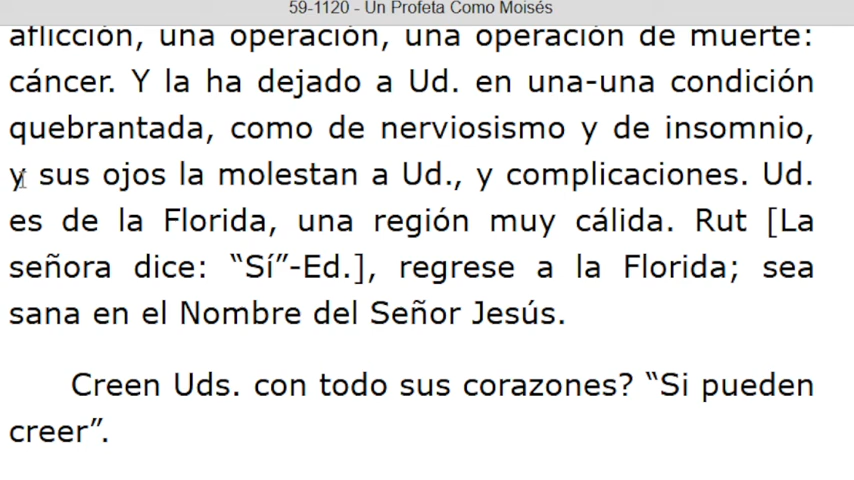 59-1120 - Un Profeta Como Moisés
aflicción, una operación, una operación de muerte:
cáncer. Y la ha dejado a Ud. en una-una condición
quebrantada, como de nerviosismo y de insomnio,
y sus ojos la molestan a Ud., y complicaciones. Ud.
es de la Florida, una región muy cálida. Rut [La
señora dice: “Sí”-Ed.], regrese a la Florida; sea
sana en el Nombre del Señor Jesús.
Creen Uds. con todo sus corazones? “Si pueden
creer”.